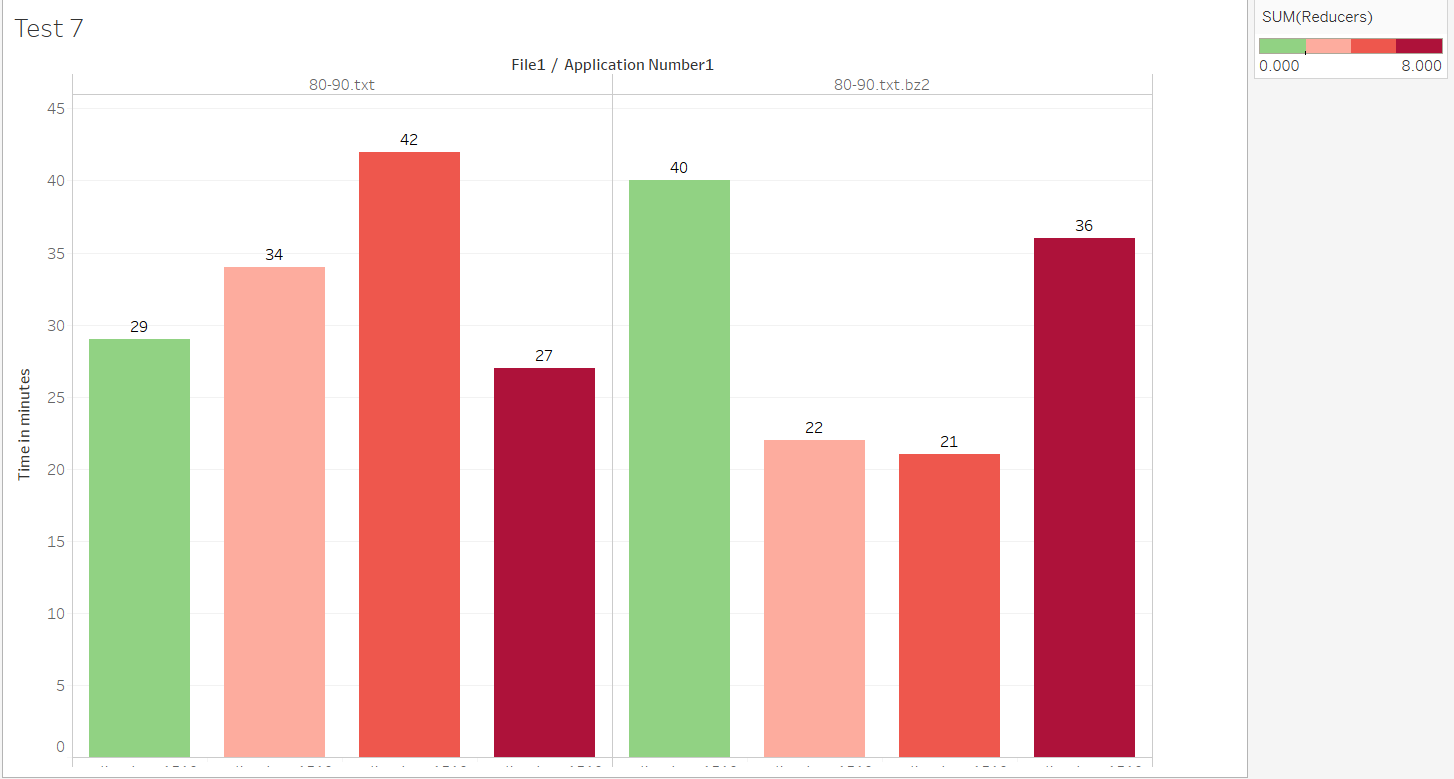 Test 7
SUM(Reducers)
0.000 8.000
File1 / Application Number1
80-90.txt 80-90.txt.bz2
Time in minutes
45
40
35
30
25
20
15
10
5
0
29 34 42 27 40 22 21 36